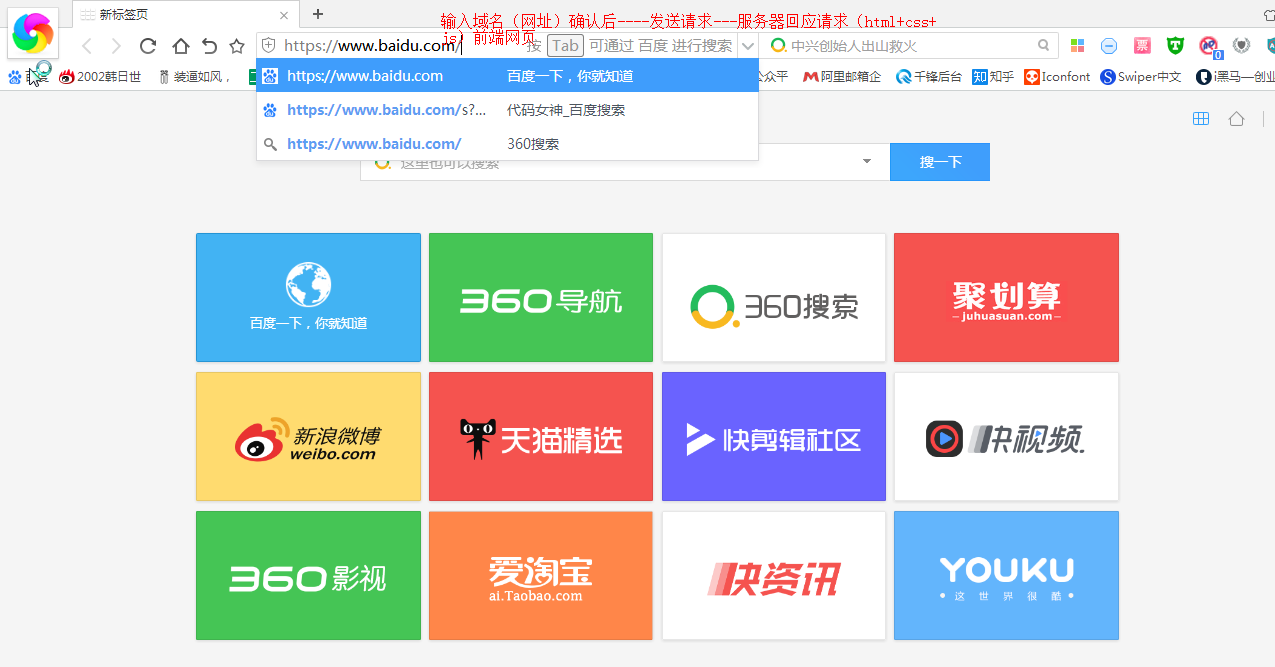 新标签页
输入域名（网址）确认后----发送请求---服务器回应请求（html+css+
js）前端网页
https://www.baidu.com/
按 Tab 可通过 百度 进行搜索
中兴创始人出山救火
票
0
2002韩日世
装逼如风，
公众平
阿里邮箱企
千锋后台
知 知乎
Iconfont
Swiper中文
i黑马—创业
https://www.baidu.com 百度一下，你就知道
https://www.baidu.com/s?... 代码女神_百度搜索
https://www.baidu.com/ 360搜索
这里也可以搜索
搜一下
百度一下，你就知道
360导航
360搜索
聚划算
juhuasuan.com
新浪微博
weibo.com
天猫精选
快剪辑社区
快视频.
360影视
爱淘宝
ai.Taobao.com
快资讯
YOUKU
• 这 世 界 很 酷 •